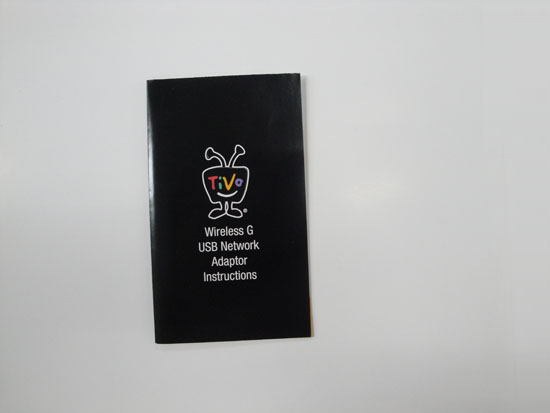 TiVo
®
Wireless G
USB Network
Adaptor
Instructions